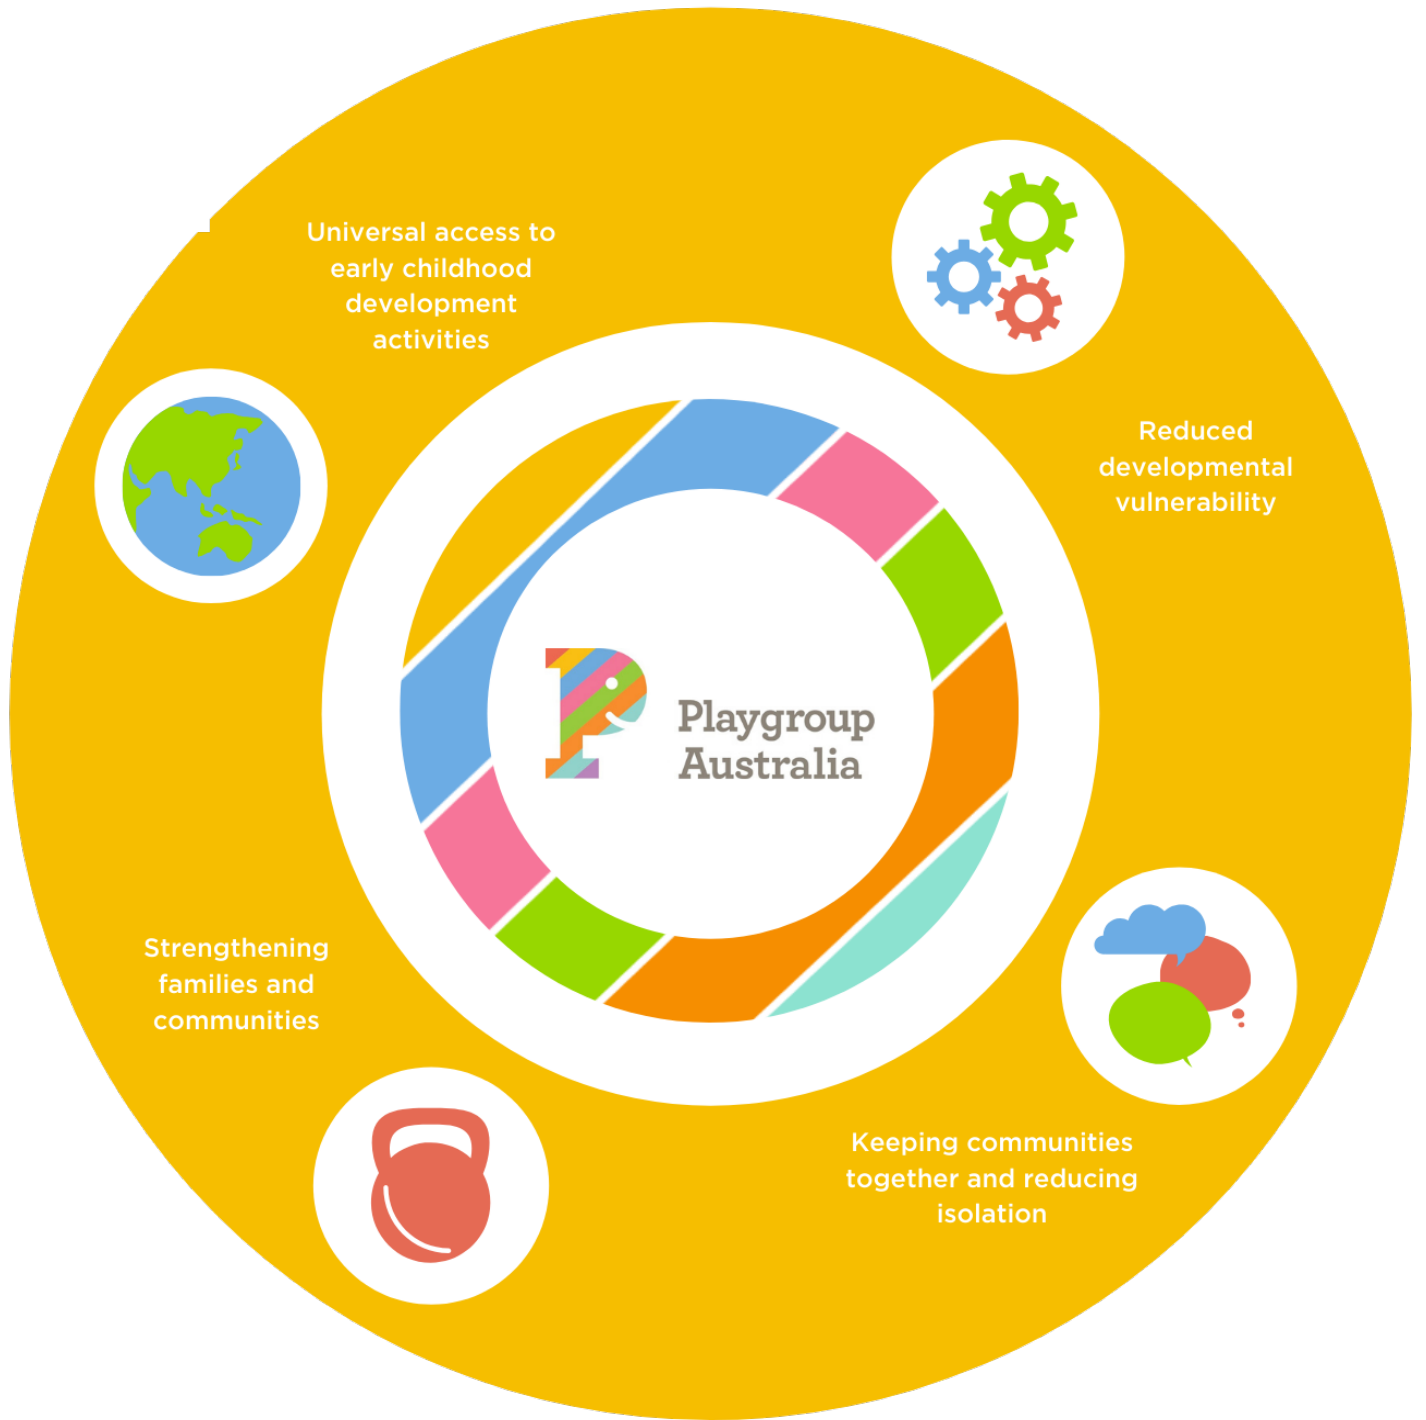 Universal access to
early childhood
development
activities
Reduced
developmental
vulnerability
Playgroup
Australia
Strengthening
families and
communities
Keeping communities
together and reducing
isolation